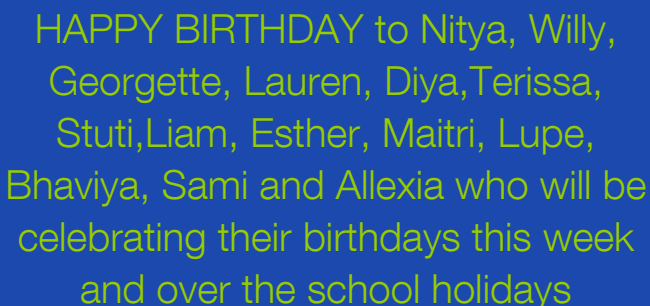 HAPPY BIRTHDAY to Nitya, Willy,
Georgette, Lauren, Diya,Terissa,
Stuti,Liam, Esther, Maitri, Lupe,
Bhaviya, Sami and Allexia who will be
celebrating their birthdays this week
and over the school holidays